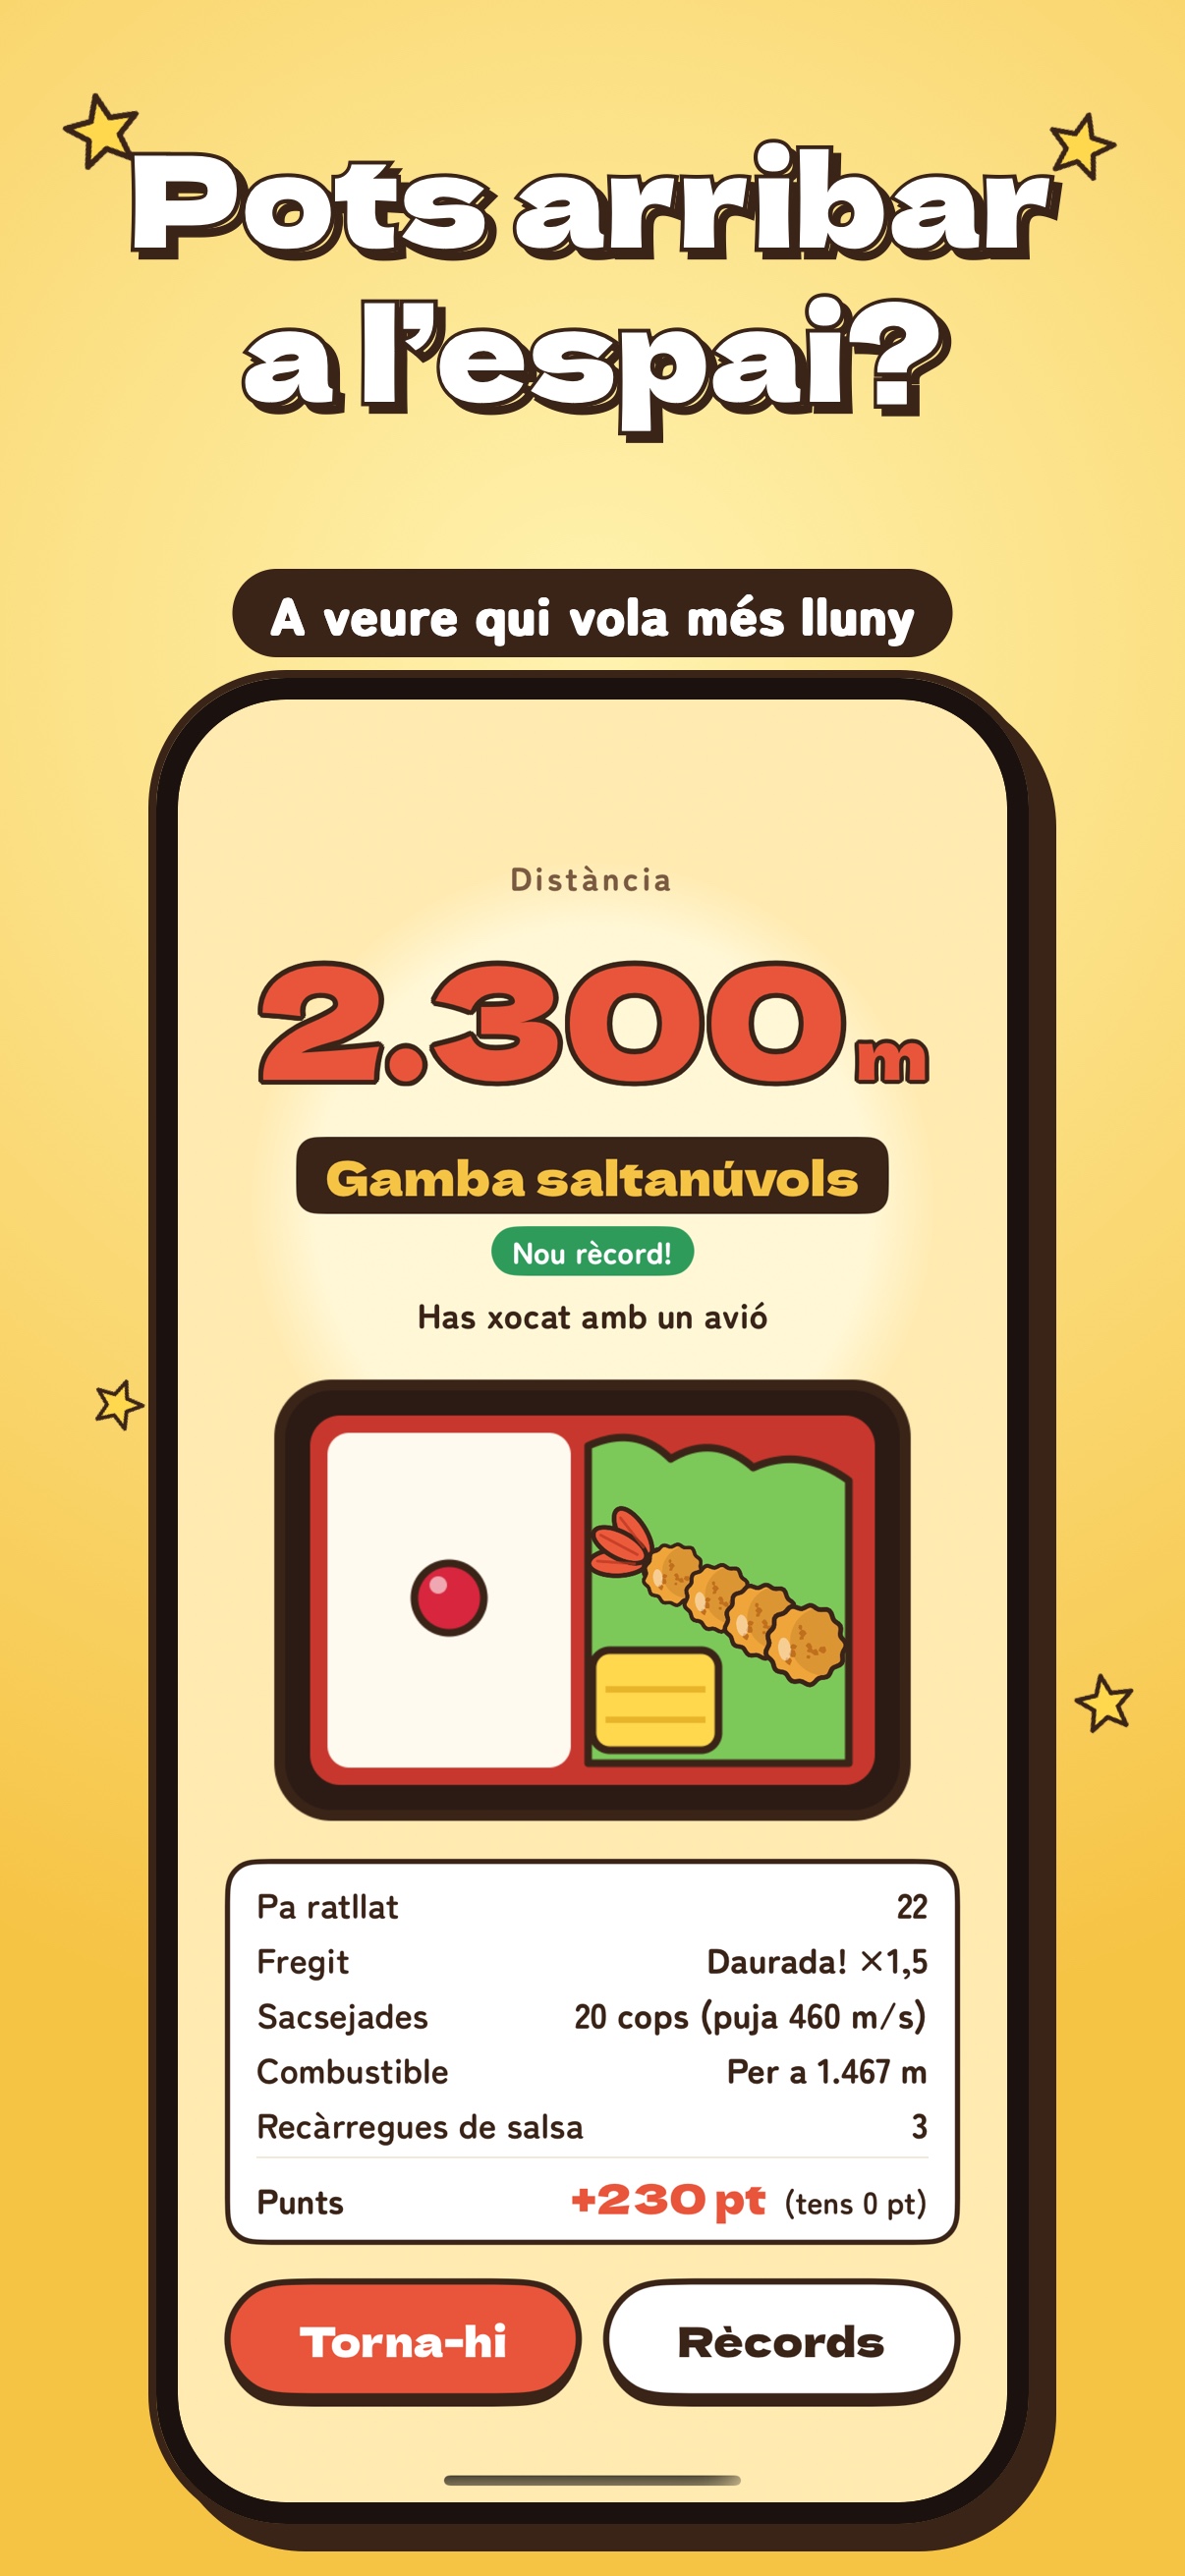 Pots arribar
a l’espai?
A veure qui vola més lluny
Distància
2.300 m
Gamba saltanúvols
Nou rècord!
Has xocat amb un avió
Pa ratllat 22
Fregit Daurada! ×1,5
Sacsejades 20 cops (puja 460 m/s)
Combustible Per a 1.467 m
Recàrregues de salsa 3
Punts +230 pt (tens 0 pt)
Torna-hi Rècords